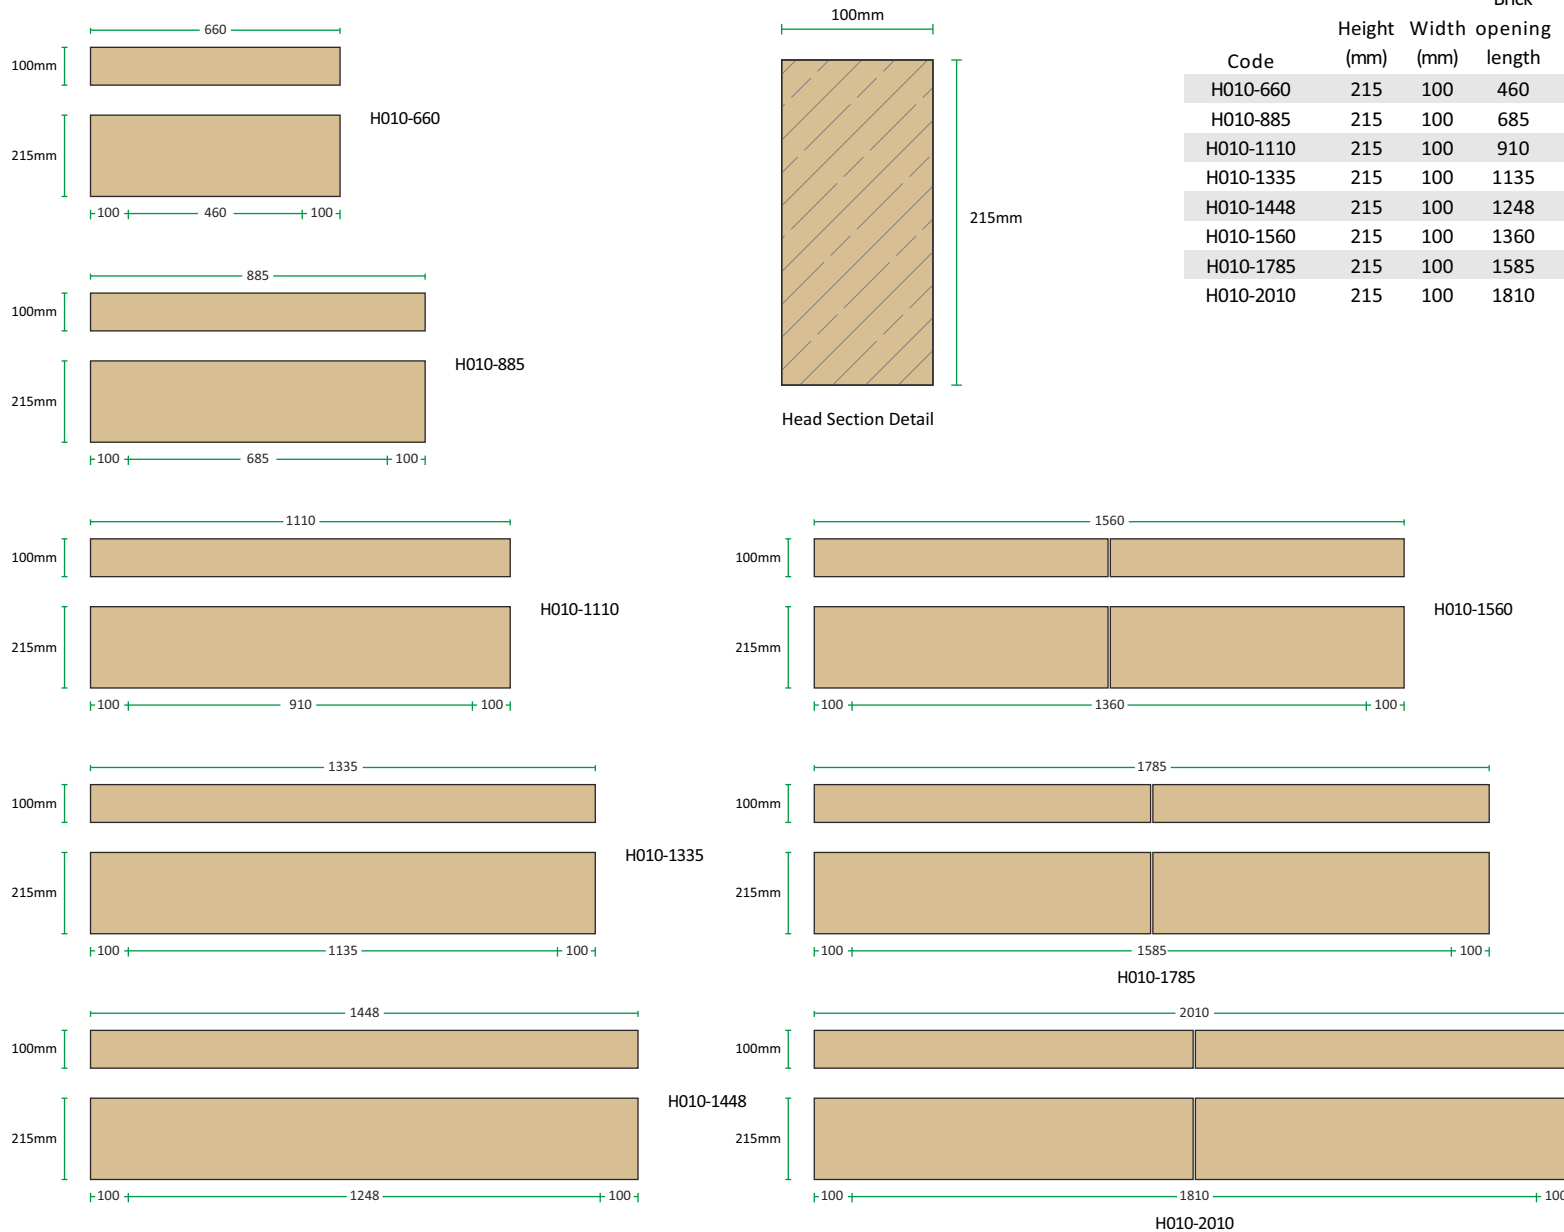 660
100mm
H010-660
215mm
100 460 100
885
100mm
H010-885
215mm
100 685 100
100mm
215mm
Head Section Detail
Brick
Height Width opening
Code (mm) (mm) length
H010-660 215 100 460
H010-885 215 100 685
H010-1110 215 100 910
H010-1335 215 100 1135
H010-1448 215 100 1248
H010-1560 215 100 1360
H010-1785 215 100 1585
H010-2010 215 100 1810
1110
100mm
H010-1110
215mm
100 910 100
1560
100mm
H010-1560
215mm
100 1360 100
1335
100mm
H010-1335
215mm
100 1135 100
1785
100mm
215mm
100 1585 100
H010-1785
1448
100mm
H010-1448
215mm
100 1248 100
2010
100mm
215mm
100 1810 100
H010-2010